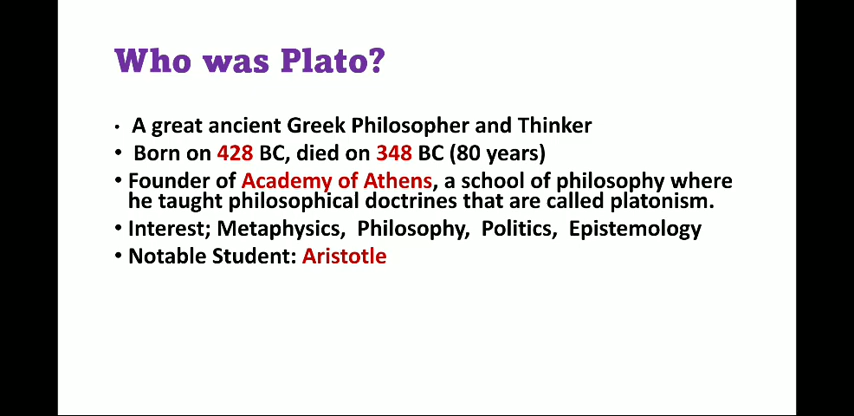 Who was Plato?
• A great ancient Greek Philosopher and Thinker
• Born on 428 BC, died on 348 BC (80 years)
• Founder of Academy of Athens, a school of philosophy where
he taught philosophical doctrines that are called platonism.
• Interest; Metaphysics, Philosophy, Politics, Epistemology
• Notable Student: Aristotle